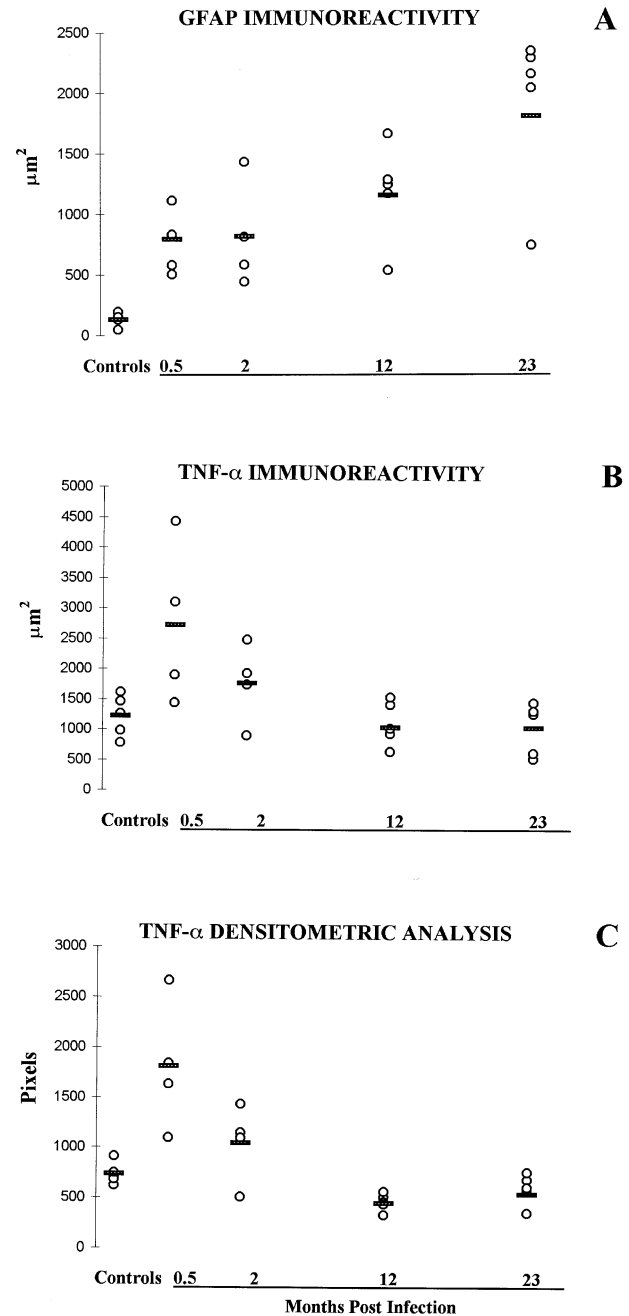 GFAP IMMUNOREACTIVITY
A
2500
2000
1500
1000
500
0
μm²
Controls 0.5 2 12 23
TNF-α IMMUNOREACTIVITY
B
5000
4500
4000
3500
3000
2500
2000
1500
1000
500
0
μm²
Controls 0.5 2 12 23
TNF-α DENSITOMETRIC ANALYSIS
C
3000
2500
2000
1500
1000
500
0
Pixels
Controls 0.5 2 12 23
Months Post Infection